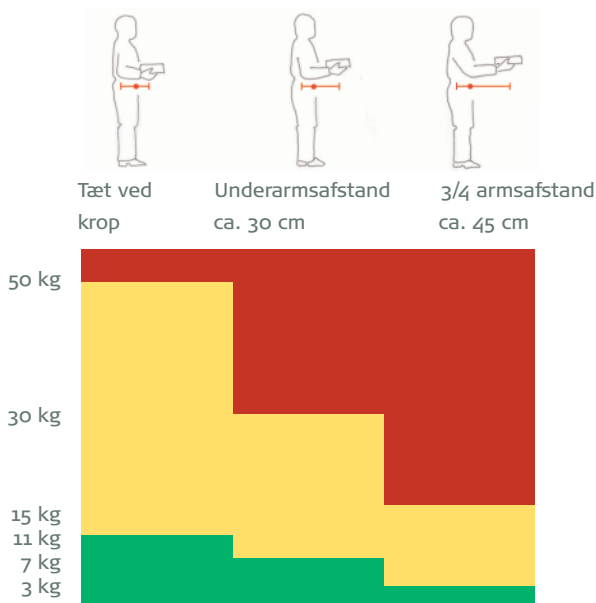 Tæt ved
krop
Underarmsafstand
ca. 30 cm
3/4 armsafstand
ca. 45 cm
50 kg
30 kg
15 kg
11 kg
7 kg
3 kg